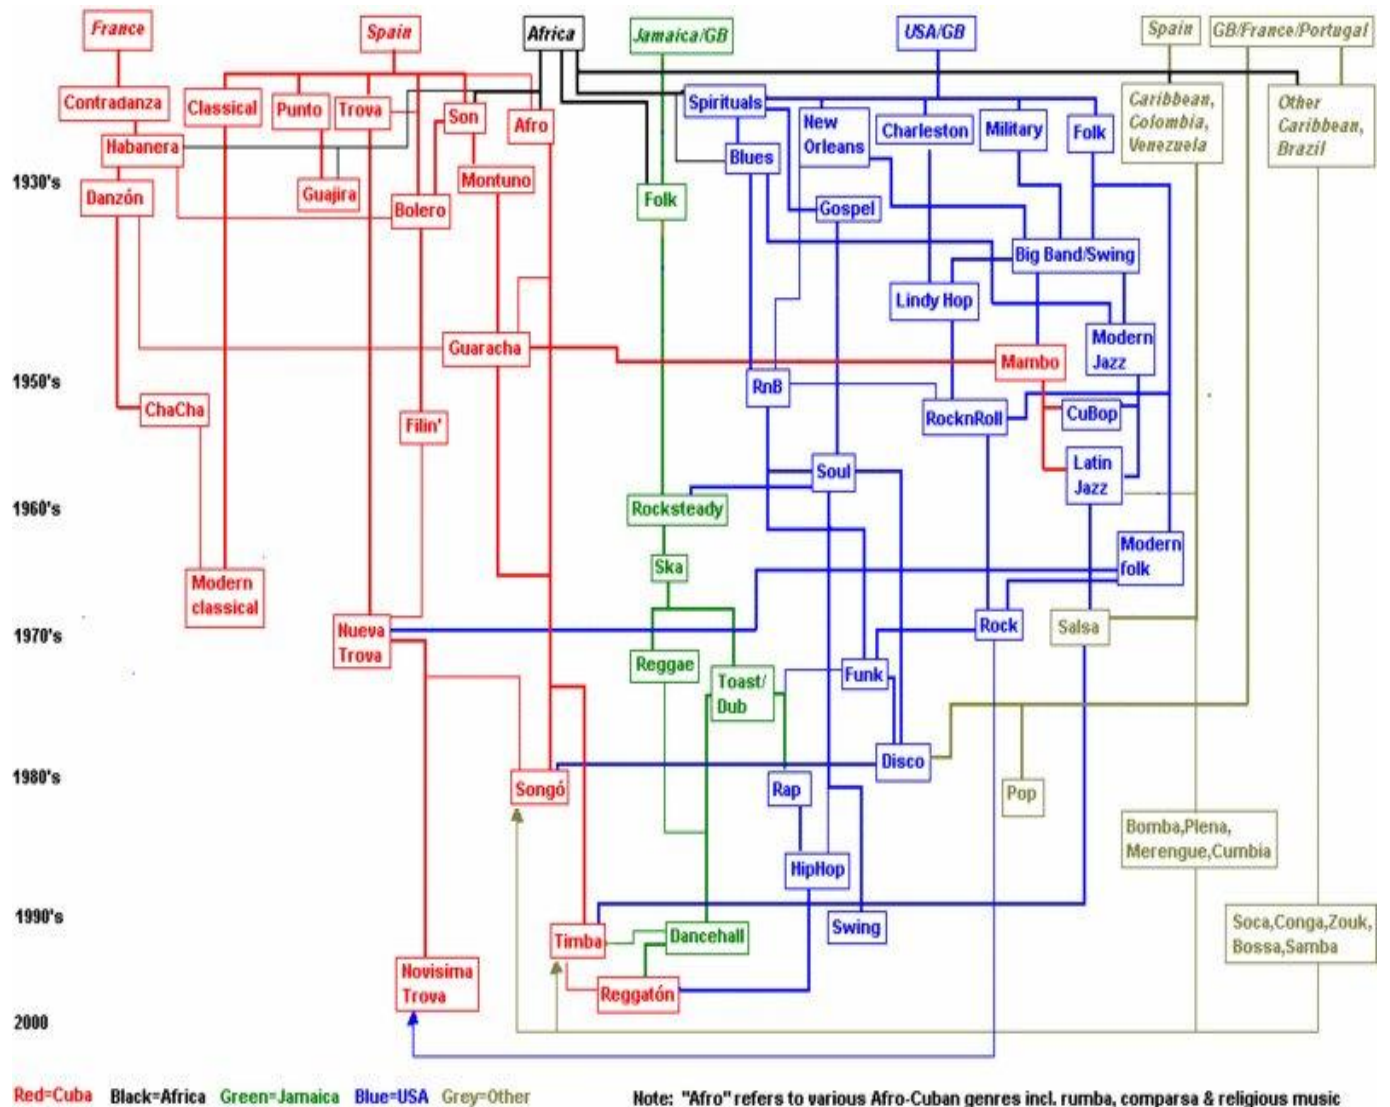 France
Spain
Africa
Jamaica/GB
USA/GB
Spain
GB/France/Portugal
Contradanza
Classical
Punto
Trova
Son
Afro
Spirituals
New
Orleans
Charleston
Military
Folk
Caribbean,
Colombia,
Venezuela
Other
Caribbean,
Brazil
Habanera
Blues
1930's
Danzón
Guajira
Bolero
Montuno
Folk
Gospel
Big Band/Swing
Lindy Hop
Guaracha
Mambo
Modern
Jazz
1950's
ChaCha
Filin'
RnB
RocknRoll
CuBop
Soul
Latin
Jazz
1960's
Rocksteady
Modern
folk
Ska
Modern
classical
1970's
Nueva
Trova
Rock
Salsa
Reggae
Toast/
Dub
Funk
Disco
1980's
Songó
Rap
Pop
Bomba,Plena,
Merengue,Cumbia
HipHop
1990's
Timba
Dancehall
Swing
Soca,Conga,Zouk,
Bossa,Samba
Novisima
Trova
Reggatón
2000
Red=Cuba Black=Africa Green=Jamaica Blue=USA Grey=Other
Note: "Afro" refers to various Afro-Cuban genres incl. rumba, comparsa & religious music